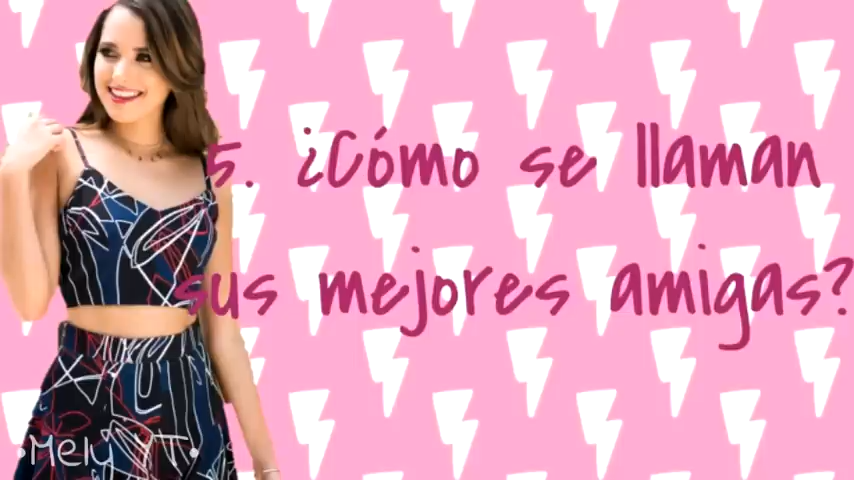 5. ¿Cómo se llaman
sus mejores amigas?
•Mely YT•